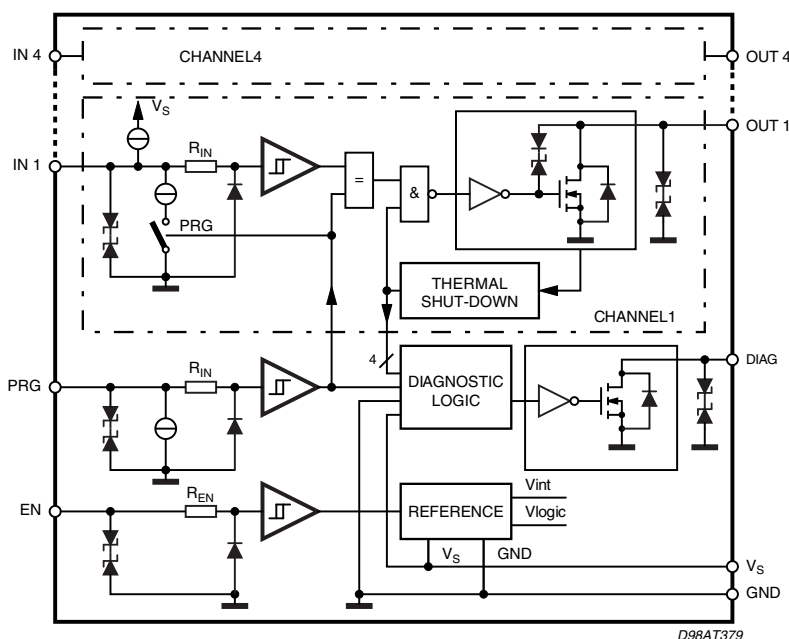 IN 4
CHANNEL4
OUT 4
VS
OUT 1
IN 1
RIN
=
&
PRG
THERMAL
SHUT-DOWN
CHANNEL1
4
DIAG
PRG
RIN
DIAGNOSTIC
LOGIC
EN
REN
REFERENCE
Vint
Vlogic
VS
GND
VS
GND
D98AT379